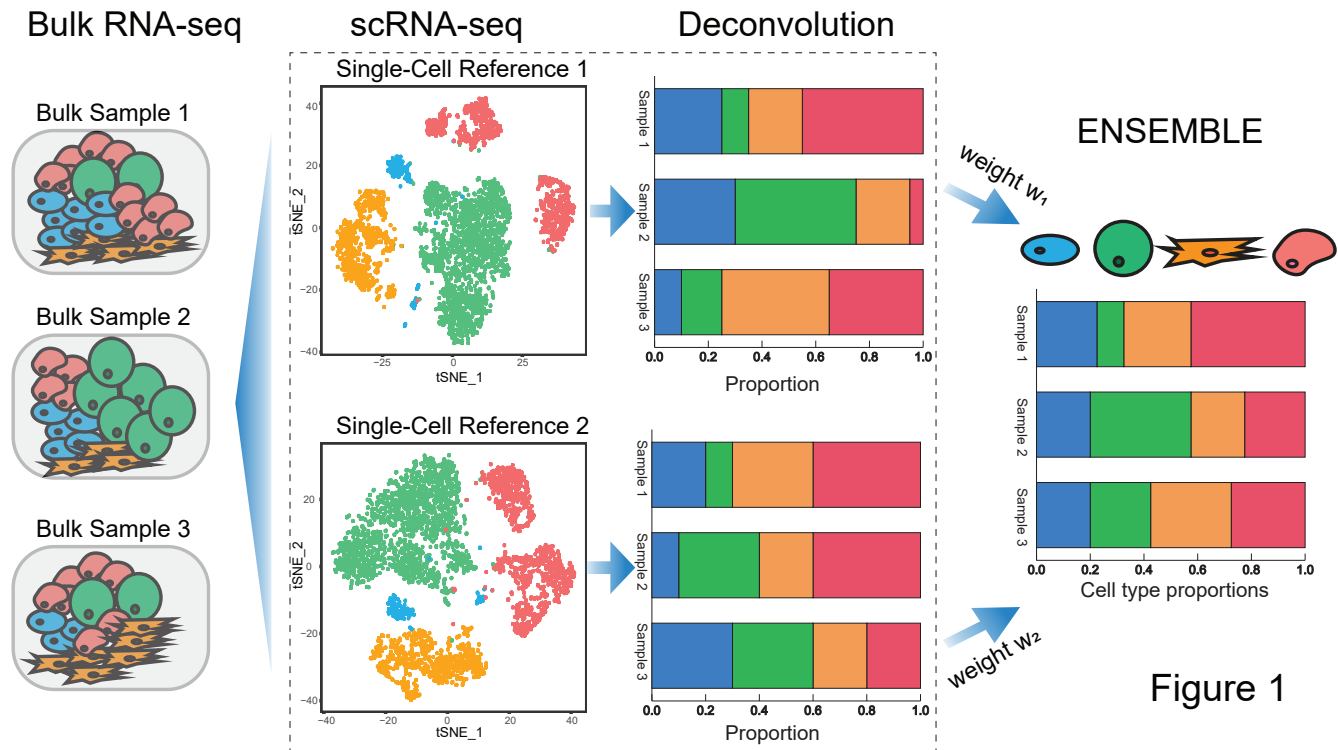 Bulk RNA-seq
scRNA-seq
Deconvolution
Bulk Sample 1
Bulk Sample 2
Bulk Sample 3
Single-Cell Reference 1
40
20
0
−20
−40
tSNE_2
−25
0
25
tSNE_1
Sample 1
Sample 2
Sample 3
0.0
0.2
0.4
0.6
0.8
1.0
Proportion
Single-Cell Reference 2
20
0
−20
−40
tSNE_2
−40
−20
0
20
40
tSNE_1
Sample 1
Sample 2
Sample 3
0.0
0.2
0.4
0.6
0.8
1.0
Proportion
weight w₁
weight w₂
ENSEMBLE
Sample 1
Sample 2
Sample 3
0.0
0.2
0.4
0.6
0.8
1.0
Cell type proportions
Figure 1